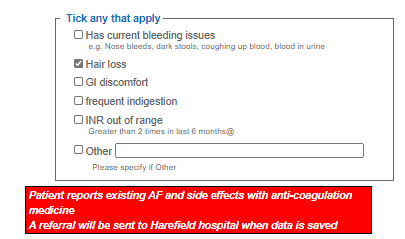 Tick any that apply
Has current bleeding issues
e.g. Nose bleeds, dark stools, coughing up blood, blood in urine
Hair loss
GI discomfort
frequent indigestion
INR out of range
Greater than 2 times in last 6 months@
Other
Please specify if Other
Patient reports existing AF and side effects with anti-coagulation
medicine
A referral will be sent to Harefield hospital when data is saved